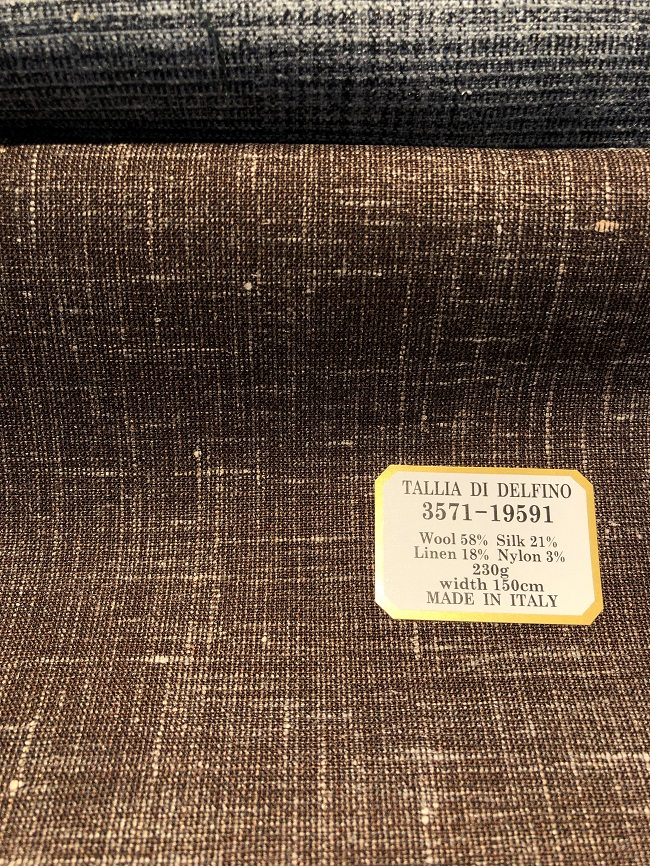 TALLIA DI DELFINO
3571-19591
Wool 58% Silk 21%
Linen 18% Nylon 3%
230g
width 150cm
MADE IN ITALY